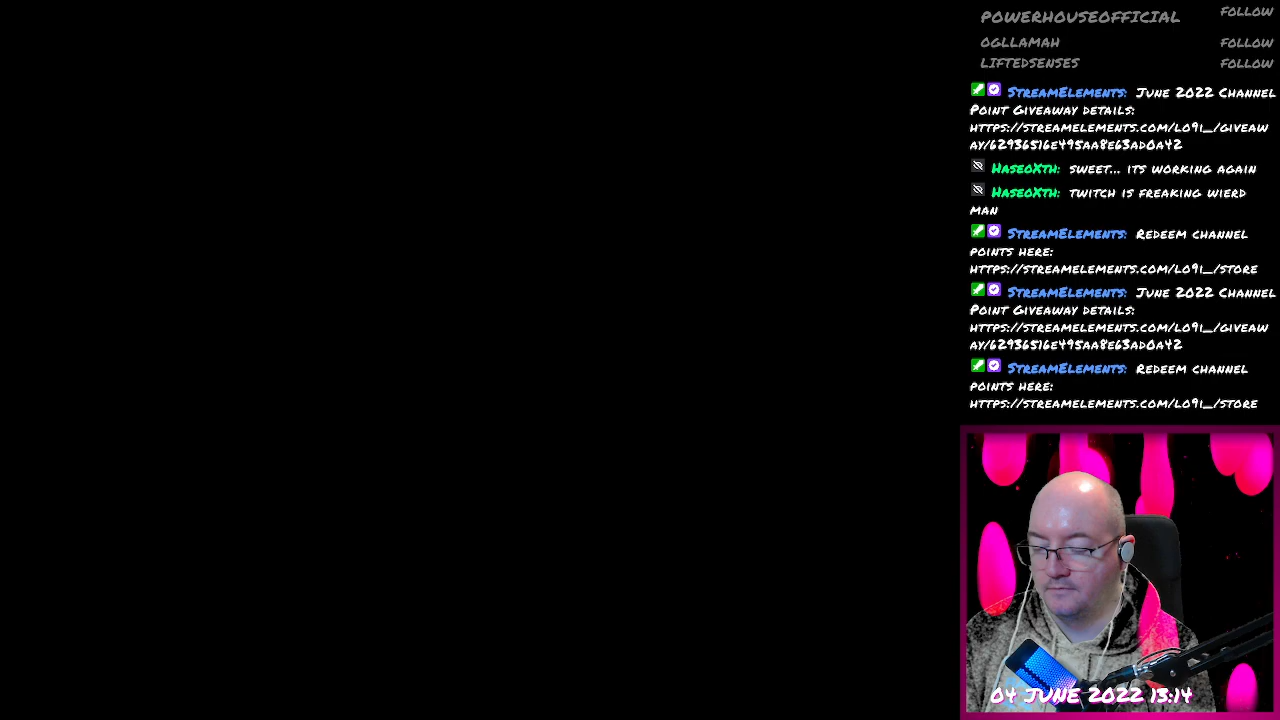 POWERHOUSEOFFICIAL FOLLOW
OGLLAMAH FOLLOW
LIFTEDSENSES FOLLOW
StreamElements: June 2022 Channel
Point Giveaway details:
https://streamelements.com/lo9i_/giveaw
ay/62936516e495aa8e63ad0a42
HaseoXth: sweet... its working again
HaseoXth: twitch is freaking wierd
man
StreamElements: Redeem channel
points here:
https://streamelements.com/lo9i_/store
StreamElements: June 2022 Channel
Point Giveaway details:
https://streamelements.com/lo9i_/giveaw
ay/62936516e495aa8e63ad0a42
StreamElements: Redeem channel
points here:
https://streamelements.com/lo9i_/store
04 JUNE 2022 13:14